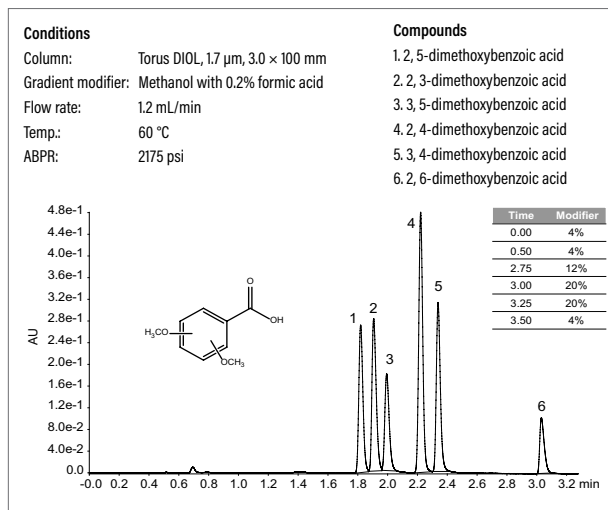 Conditions
Column: Torus DIOL, 1.7 µm, 3.0 × 100 mm
Gradient modifier: Methanol with 0.2% formic acid
Flow rate: 1.2 mL/min
Temp.: 60 °C
ABPR: 2175 psi
Compounds
1. 2, 5-dimethoxybenzoic acid
2. 2, 3-dimethoxybenzoic acid
3. 3, 5-dimethoxybenzoic acid
4. 2, 4-dimethoxybenzoic acid
5. 3, 4-dimethoxybenzoic acid
6. 2, 6-dimethoxybenzoic acid
Time Modifier
0.00 4%
0.50 4%
2.75 12%
3.00 20%
3.25 20%
3.50 4%
AU
4.8e-1
4.4e-1
4.0e-1
3.6e-1
3.2e-1
2.8e-1
2.4e-1
2.0e-1
1.6e-1
1.2e-1
8.0e-2
4.0e-2
0.0
O
OH
H₃CO
OCH₃
1
2
3
4
5
6
-0.0 0.2 0.4 0.6 0.8 1.0 1.2 1.4 1.6 1.8 2.0 2.2 2.4 2.6 2.8 3.0 3.2 min